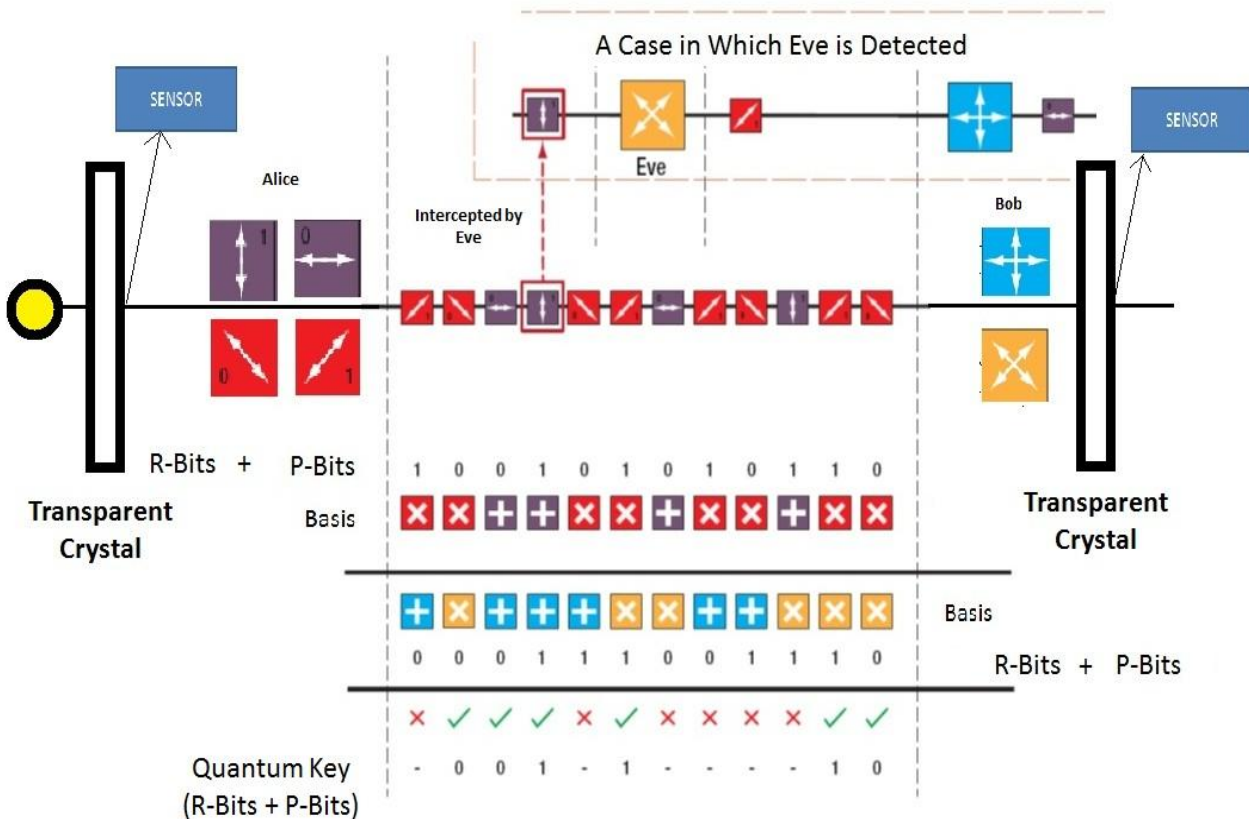 A Case in Which Eve is Detected
SENSOR
SENSOR
Eve
Alice
Intercepted by
Eve
Bob
1 0
0 1
R-Bits + P-Bits
1 0 0 1 0 1 0 1 0 1 1 0
Transparent
Crystal
Basis
Transparent
Crystal
Basis
0 0 0 1 1 1 0 0 1 1 1 0
R-Bits + P-Bits
Quantum Key
- 0 0 1 - 1 - - - - 1 0
(R-Bits + P-Bits)